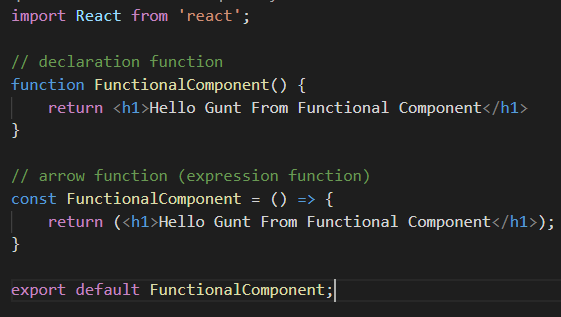 import React from 'react';
// declaration function
function FunctionalComponent() {
return <h1>Hello Gunt From Functional Component</h1>
}
// arrow function (expression function)
const FunctionalComponent = () => {
return (<h1>Hello Gunt From Functional Component</h1>);
}
export default FunctionalComponent;